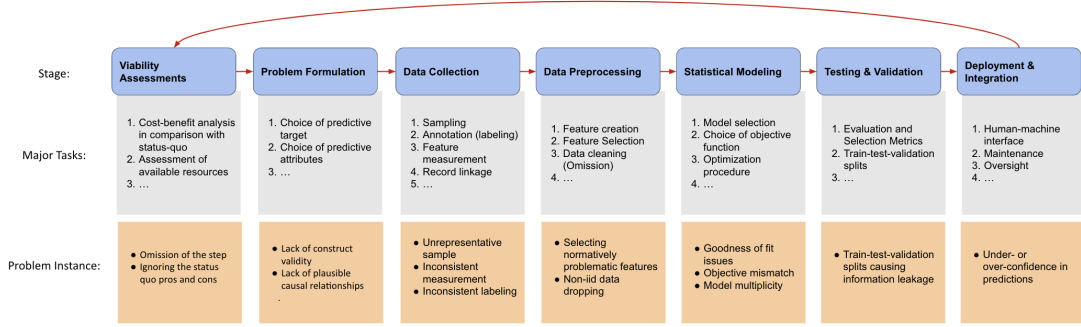 Stage:
Viability
Assessments
Problem Formulation
Data Collection
Data Preprocessing
Statistical Modeling
Testing & Validation
Deployment &
Integration
Major Tasks:
1. Cost-benefit analysis
in comparison with
status-quo
2. Assessment of
available resources
3. …
1. Choice of predictive
target
2. Choice of predictive
attributes
3. …
1. Sampling
2. Annotation (labeling)
3. Feature
measurement
4. Record linkage
5. …
1. Feature creation
2. Feature Selection
3. Data cleaning
(Omission)
4. …
1. Model selection
2. Choice of objective
function
3. Optimization
procedure
4. …
1. Evaluation and
Selection Metrics
2. Train-test-validation
splits
3. …
1. Human-machine
interface
2. Maintenance
3. Oversight
4. …
Problem Instance:
● Omission of the step
● Ignoring the status
quo pros and cons
● Lack of construct
validity
● Lack of plausible
causal relationships
.
● Unrepresentative
sample
● Inconsistent
measurement
● Inconsistent labeling
● Selecting
normatively
problematic features
● Non-iid data
dropping
● Goodness of fit
issues
● Objective mismatch
● Model multiplicity
● Train-test-validation
splits causing
information leakage
● Under- or
over-confidence in
predictions